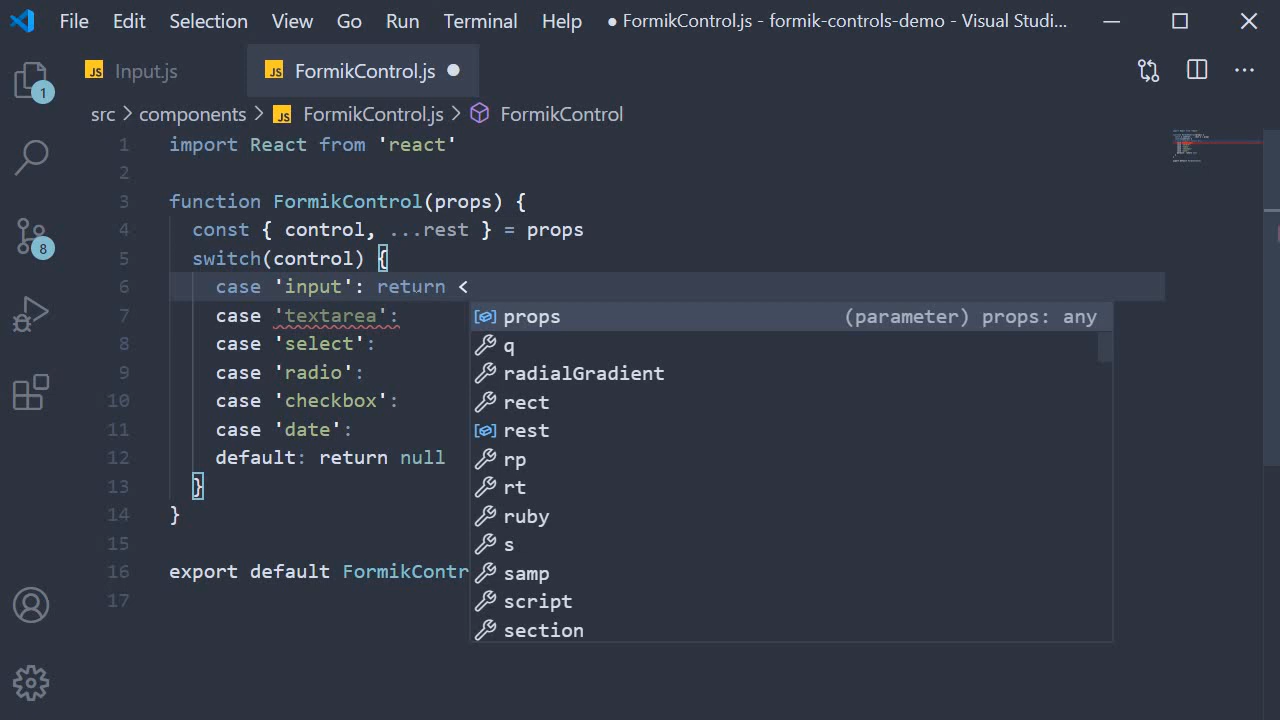 File Edit Selection View Go Run Terminal Help ● FormikControl.js - formik-controls-demo - Visual Studi...
JS Input.js JS FormikControl.js ●
src > components > JS FormikControl.js > FormikControl
1 import React from 'react'
2
3 function FormikControl(props) {
4 const { control, ...rest } = props
5 switch(control) {
6 case 'input': return <
7 case 'textarea':
8 case 'select':
9 case 'radio':
10 case 'checkbox':
11 case 'date':
12 default: return null
13 }
14 }
15
16 export default FormikContr
17
props (parameter) props: any
q
radialGradient
rect
rest
rp
rt
ruby
s
samp
script
section
1
8